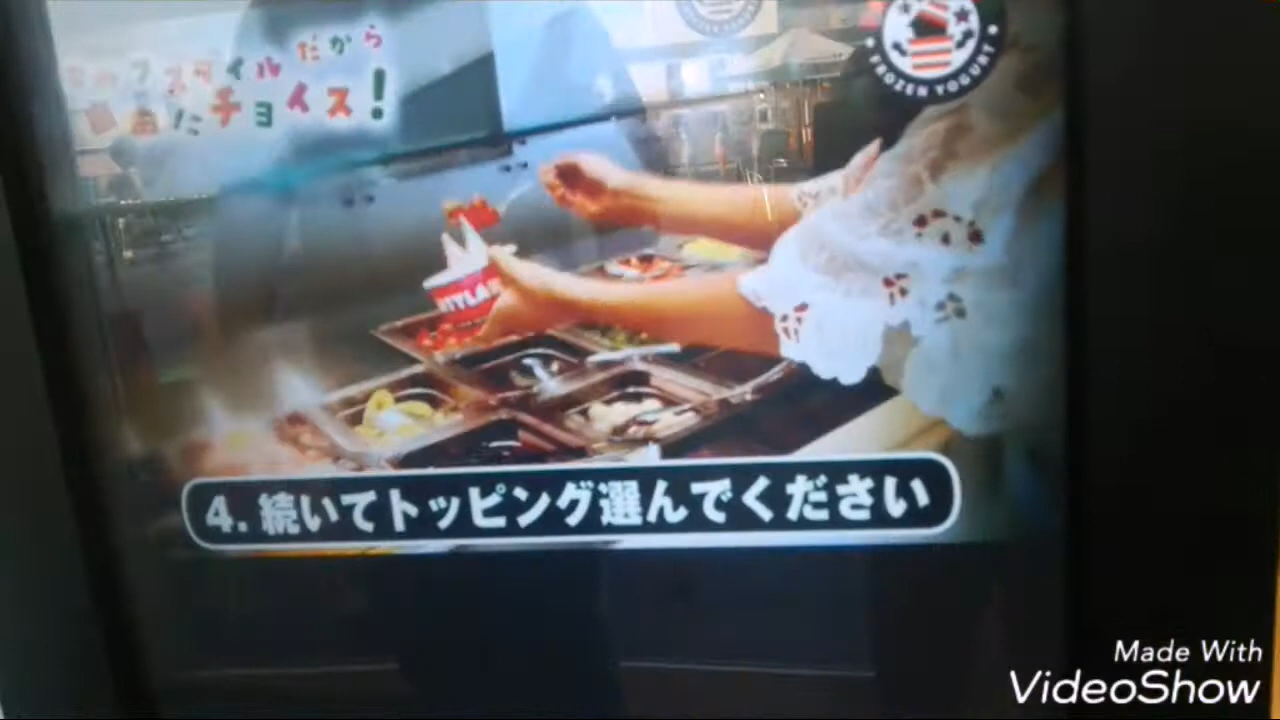 だから
チョイス!
FROZEN YOGURT
4. 続いてトッピング選んでください
Made With
VideoShow